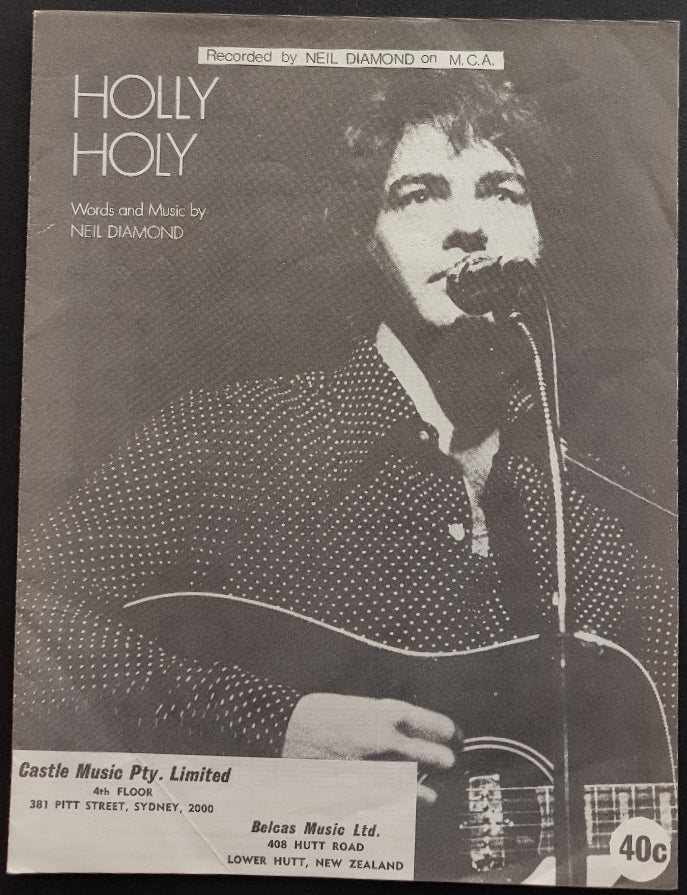 Recorded by NEIL DIAMOND on M.C.A.
HOLLY
HOLY
Words and Music by
NEIL DIAMOND
Castle Music Pty. Limited
4th FLOOR
381 PITT STREET, SYDNEY, 2000
Belcas Music Ltd.
408 HUTT ROAD
LOWER HUTT, NEW ZEALAND
40c